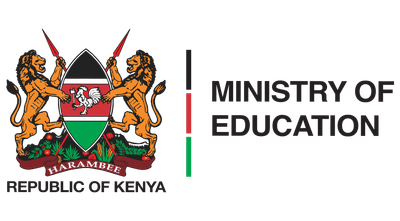 HARAMBEE
REPUBLIC OF KENYA
MINISTRY OF
EDUCATION